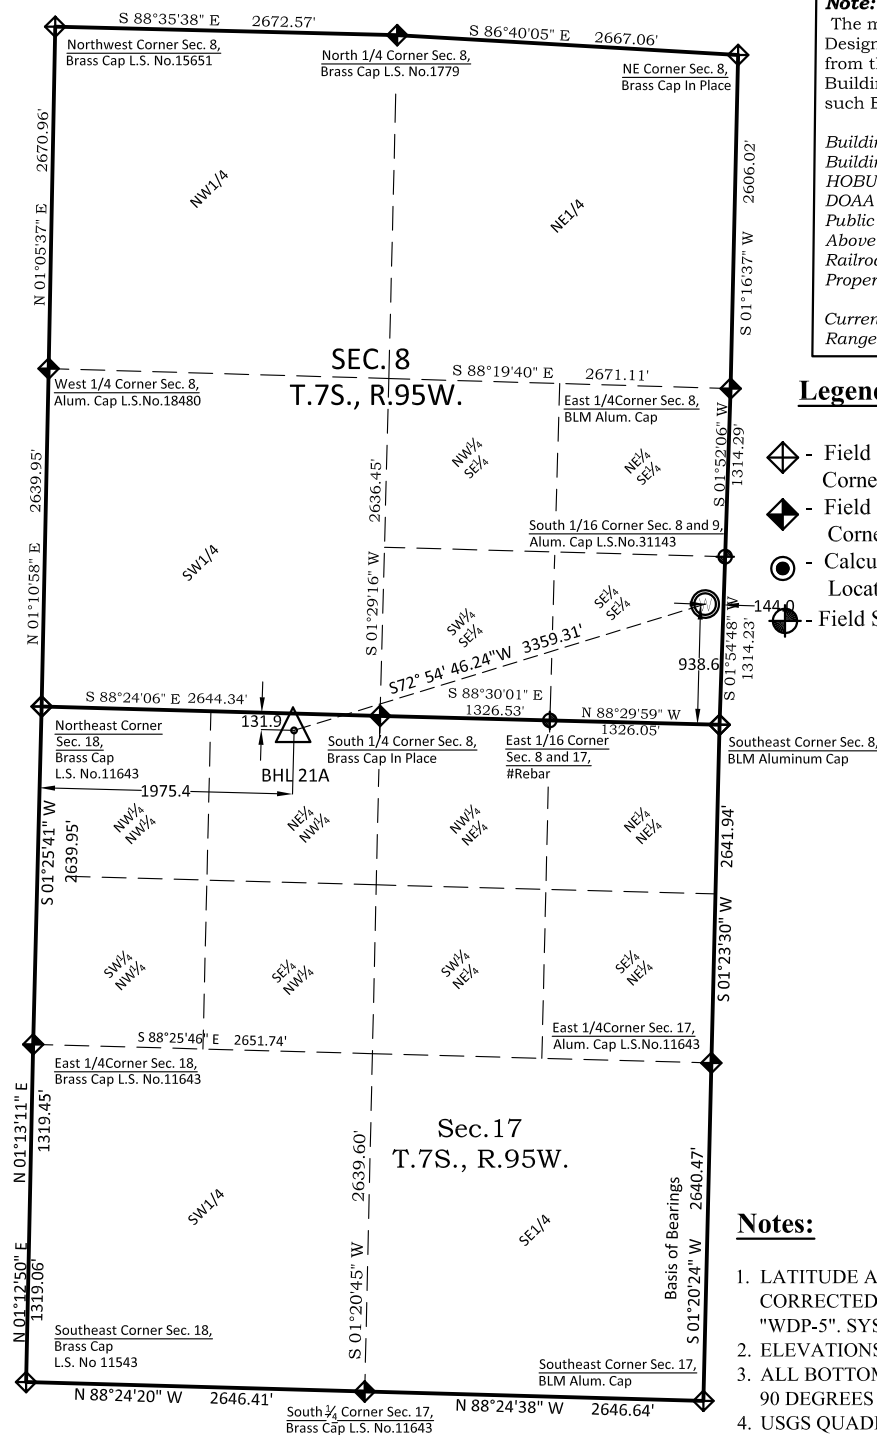 S 88°35'38" E 2672.57'
S 86°40'05" E 2667.06'
Northwest Corner Sec. 8,
Brass Cap L.S. No.15651
North 1/4 Corner Sec. 8,
Brass Cap L.S. No.1779
NE Corner Sec. 8,
Brass Cap In Place
N 01°05'37" E 2670.96'
NW1/4
NE1/4
S 01°16'37" W 2606.02'
SEC. 8
T.7S., R.95W.
S 88°19'40" E 2671.11'
West 1/4 Corner Sec. 8,
Alum. Cap L.S.No.18480
East 1/4Corner Sec. 8,
BLM Alum. Cap
S 01°52'06" W
1314.29'
NW¼
SE¼
NE¼
SE¼
N 01°10'58" E 2639.95'
SW1/4
S 01°29'16" W 2636.45'
South 1/16 Corner Sec. 8 and 9,
Alum. Cap L.S.No.31143
SW¼
SE¼
SE¼
SE¼
144.0
938.6
S 01°54'48" W
1314.23'
S72° 54' 46.24"W 3359.31'
S 88°24'06" E 2644.34'
S 88°30'01" E
1326.53'
N 88°29'59" W
1326.05'
131.9
Northeast Corner
Sec. 18,
Brass Cap
L.S. No.11643
BHL 21A
South 1/4 Corner Sec. 8,
Brass Cap In Place
East 1/16 Corner
Sec. 8 and 17,
#Rebar
Southeast Corner Sec. 8,
BLM Aluminum Cap
1975.4
NW¼
NW¼
NE¼
NW¼
NW¼
NE¼
NE¼
NE¼
S 01°25'41" W
2639.95'
S 01°23'30" W 2641.94'
SW¼
NW¼
SE¼
NW¼
SW¼
NE¼
SE¼
NE¼
S 88°25'46" E 2651.74'
East 1/4Corner Sec. 18,
Brass Cap L.S. No.11643
East 1/4Corner Sec. 17,
Alum. Cap L.S. No.11643
N 01°13'11" E
1319.45'
Sec.17
T.7S., R.95W.
SW1/4
SE1/4
S 01°20'45" W 2639.60'
Basis of Bearings
S 01°20'24" W 2640.47'
N 01°12'50" E
1319.06'
Southeast Corner Sec. 18,
Brass Cap
L.S. No 11543
Southeast Corner Sec. 17,
BLM Alum. Cap
N 88°24'20" W 2646.41'
South ¼ Corner Sec. 17,
Brass Cap L.S. No.11643
N 88°24'38" W 2646.64'
Note:
The
Design
from
Buildin
such
Buildin
Buildin
HOBU
DOAA
Public
Above
Railroa
Proper
Curren
Range
Legen
- Field
Corne
- Field
Corne
- Calcu
Locat
- Field S
Notes:
1. LATITUDE A
CORRECTED
"WDP-5". SYS
2. ELEVATIONS
3. ALL BOTTOM
90 DEGREES
4. USGS QUAD